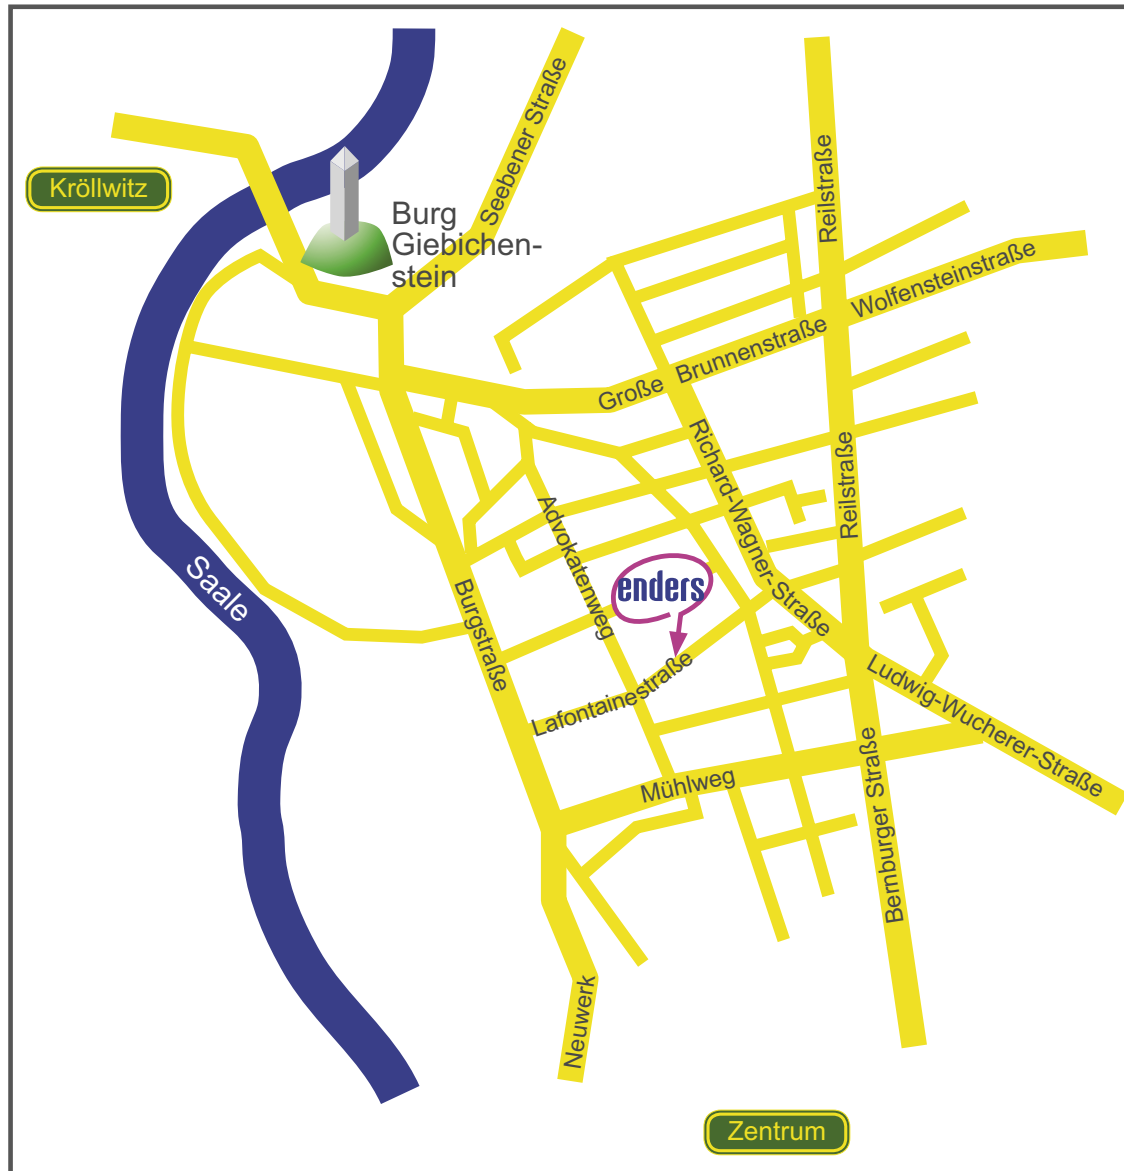 Kröllwitz
Burg
Giebichen-
stein
Seebener Straße
Reilstraße
Wolfensteinstraße
Große Brunnenstraße
Richard-Wagner-Straße
Reilstraße
Advokatenweg
enders
Saale
Burgstraße
Lafontainestraße
Ludwig-Wucherer-Straße
Mühlweg
Bernburger Straße
Neuwerk
Zentrum